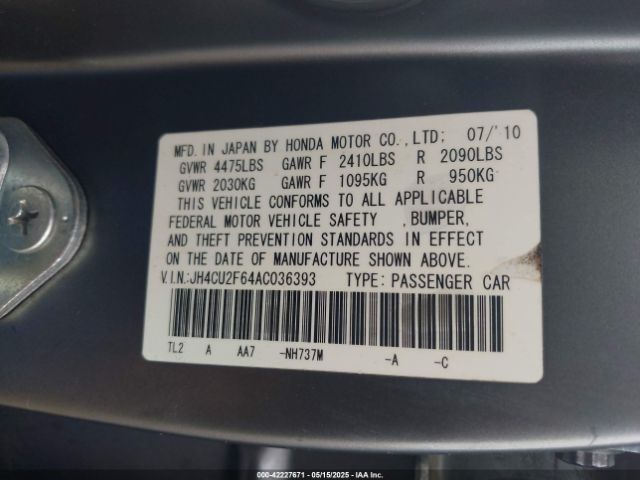 MFD. IN JAPAN BY HONDA MOTOR CO.,LTD; 07/'10
GVWR 4475LBS GAWR F 2410LBS R 2090LBS
GVWR 2030KG GAWR F 1095KG R 950KG
THIS VEHICLE CONFORMS TO ALL APPLICABLE
FEDERAL MOTOR VEHICLE SAFETY ,BUMPER,
AND THEFT PREVENTION STANDARDS IN EFFECT
ON THE DATE OF MANUFACTURE SHOWN ABOVE.
V.I.N.:JH4CU2F64AC036393 TYPE: PASSENGER CAR
TL2 A AA7 -NH737M -A -C
000-42227671 | 05/15/2025 | IAA Inc.